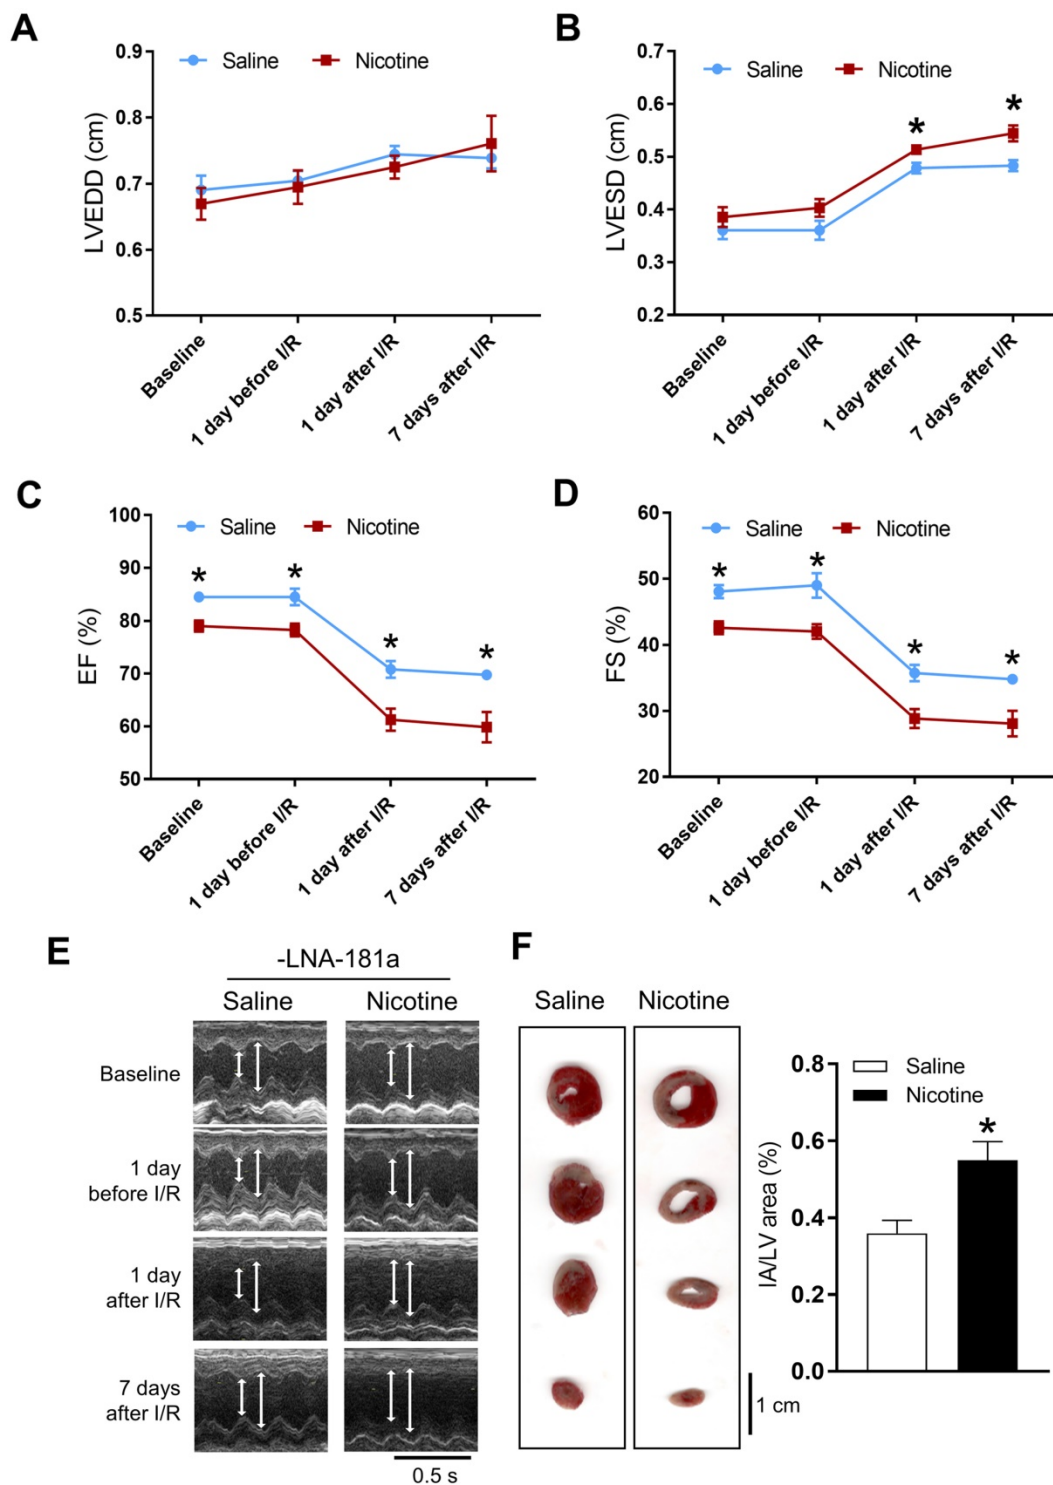 A
0.9
0.8
0.7
0.6
0.5
LVEDD (cm)
Saline
Nicotine
Baseline
1 day before I/R
1 day after I/R
7 days after I/R
B
0.7
0.6
0.5
0.4
0.3
0.2
LVESD (cm)
Saline
Nicotine
*
*
Baseline
1 day before I/R
1 day after I/R
7 days after I/R
C
100
90
80
70
60
50
EF (%)
Saline
Nicotine
*
*
*
*
Baseline
1 day before I/R
1 day after I/R
7 days after I/R
D
60
50
40
30
20
FS (%)
Saline
Nicotine
*
*
*
*
Baseline
1 day before I/R
1 day after I/R
7 days after I/R
E
-LNA-181a
Saline
Nicotine
Baseline
1 day
before I/R
1 day
after I/R
7 days
after I/R
0.5 s
F
Saline
Nicotine
1 cm
0.8
0.6
0.4
0.2
0.0
IA/LV area (%)
Saline
Nicotine
*